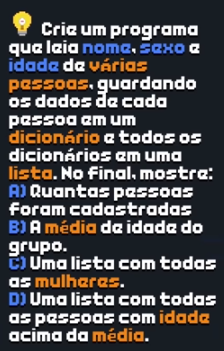 Crie um programa
que leia nome, sexo e
idade de várias
pessoas, guardando
os dados de cada
pessoa em um
dicionário e todos os
dicionários em uma
lista. No final, mostre:
A) Quantas pessoas
foram cadastradas
B) A média de idade do
grupo.
C) Uma lista com todas
as mulheres.
D) Uma lista com todas
as pessoas com idade
acima da média.